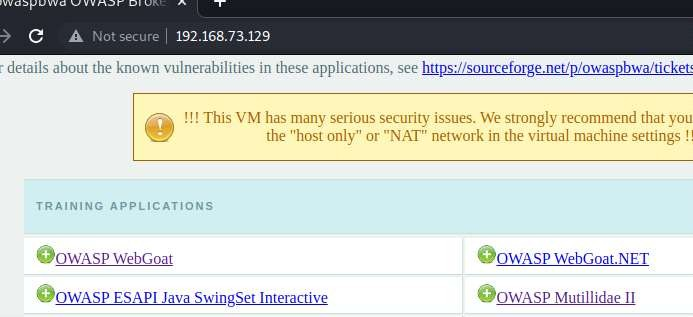 owaspbwa OWASP Broke
Not secure | 192.168.73.129
r details about the known vulnerabilities in these applications, see https://sourceforge.net/p/owaspbwa/tickets
!!! This VM has many serious security issues. We strongly recommend that you
the "host only" or "NAT" network in the virtual machine settings !!
TRAINING APPLICATIONS
OWASP WebGoat
OWASP WebGoat.NET
OWASP ESAPI Java SwingSet Interactive
OWASP Mutillidae II